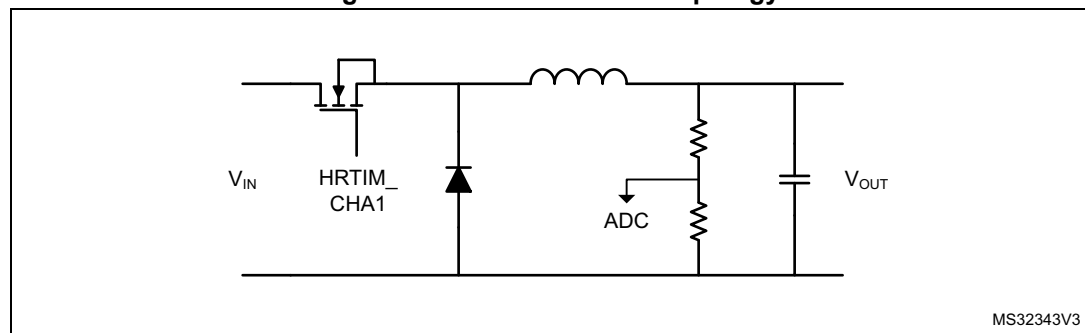 V_IN
HRTIM_
CHA1
ADC
V_OUT
MS32343V3